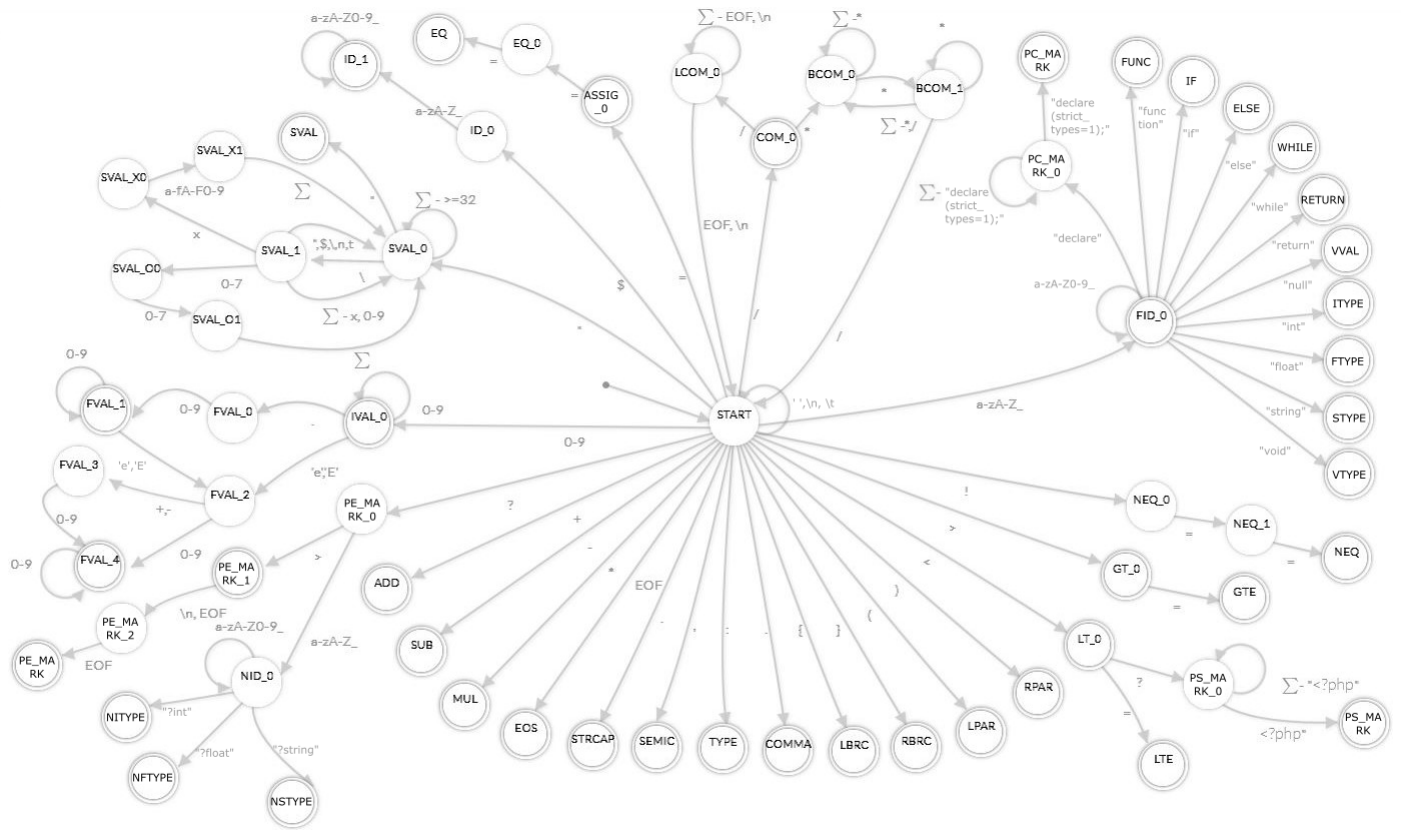 a-zA-Z0-9_
ID_1
EQ
=
EQ_0
=
ASSIG
_0
a-zA-Z_
ID_0
Σ - EOF, \n
LCOM_0
Σ -*
BCOM_0
*
*
BCOM_1
Σ -*,/
/
COM_0
*
EOF, \n
/
/
=
$
PC_MA
RK
"declare
(strict_
types=1);"
PC_MA
RK_0
Σ- "declare
(strict_
types=1);"
"declare"
FUNC
"func
tion"
IF
"if"
ELSE
"else"
WHILE
"while"
RETURN
"return"
VVAL
"null"
ITYPE
"int"
FTYPE
"float"
STYPE
"string"
VTYPE
"void"
a-zA-Z0-9_
FID_0
a-zA-Z_
SVAL
SVAL_X1
SVAL_X0
a-fA-F0-9
Σ
"
Σ - >=32
x
SVAL_1
",$,\,n,t
SVAL_0
\
SVAL_O0
0-7
0-7
SVAL_O1
Σ - x, 0-9
Σ
"
START
' ',\n, \t
0-9
FVAL_1
0-9
FVAL_0
.
IVAL_0
0-9
0-9
FVAL_3
'e','E'
FVAL_2
'e','E'
+,-
0-9
FVAL_4
0-9
0-9
PE_MA
RK_0
?
>
PE_MA
RK_1
\n, EOF
PE_MA
RK_2
EOF
PE_MA
RK
a-zA-Z0-9_
a-zA-Z_
NID_0
NITYPE
"?int"
NFTYPE
"?float"
"?string"
NSTYPE
+
ADD
-
SUB
*
MUL
EOF
EOS
.
STRCAP
;
SEMIC
:
TYPE
,
COMMA
{
LBRC
}
RBRC
(
LPAR
)
RPAR
<
LT_0
>
GT_0
=
GTE
!
NEQ_0
=
NEQ_1
=
NEQ
?
PS_MA
RK_0
Σ- "<?php"
<?php"
PS_MA
RK
=
LTE